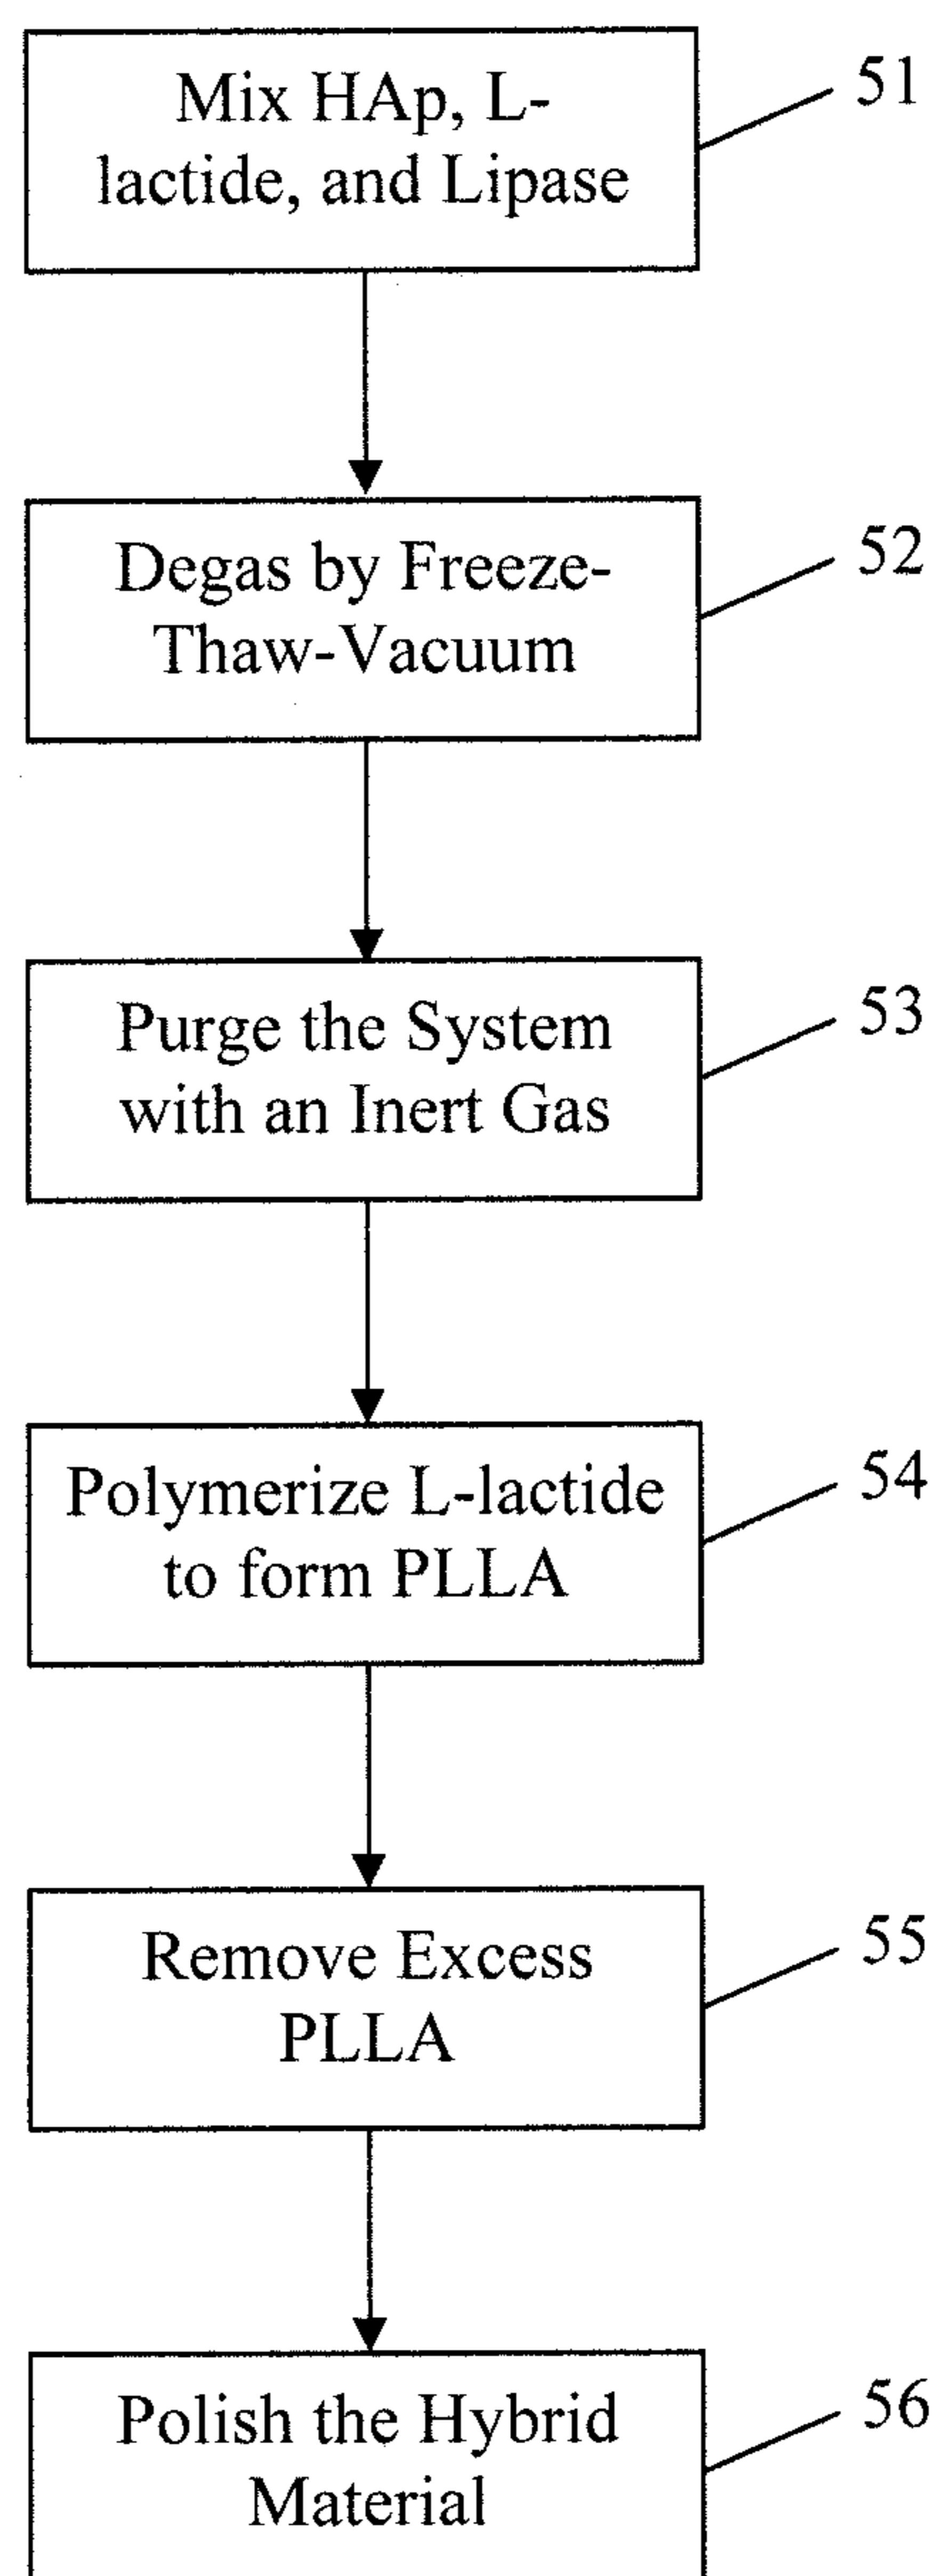 Mix HAp, L-
lactide, and Lipase
51
Degas by Freeze-
Thaw-Vacuum
52
Purge the System
with an Inert Gas
53
Polymerize L-lactide
to form PLLA
54
Remove Excess
PLLA
55
Polish the Hybrid
Material
56